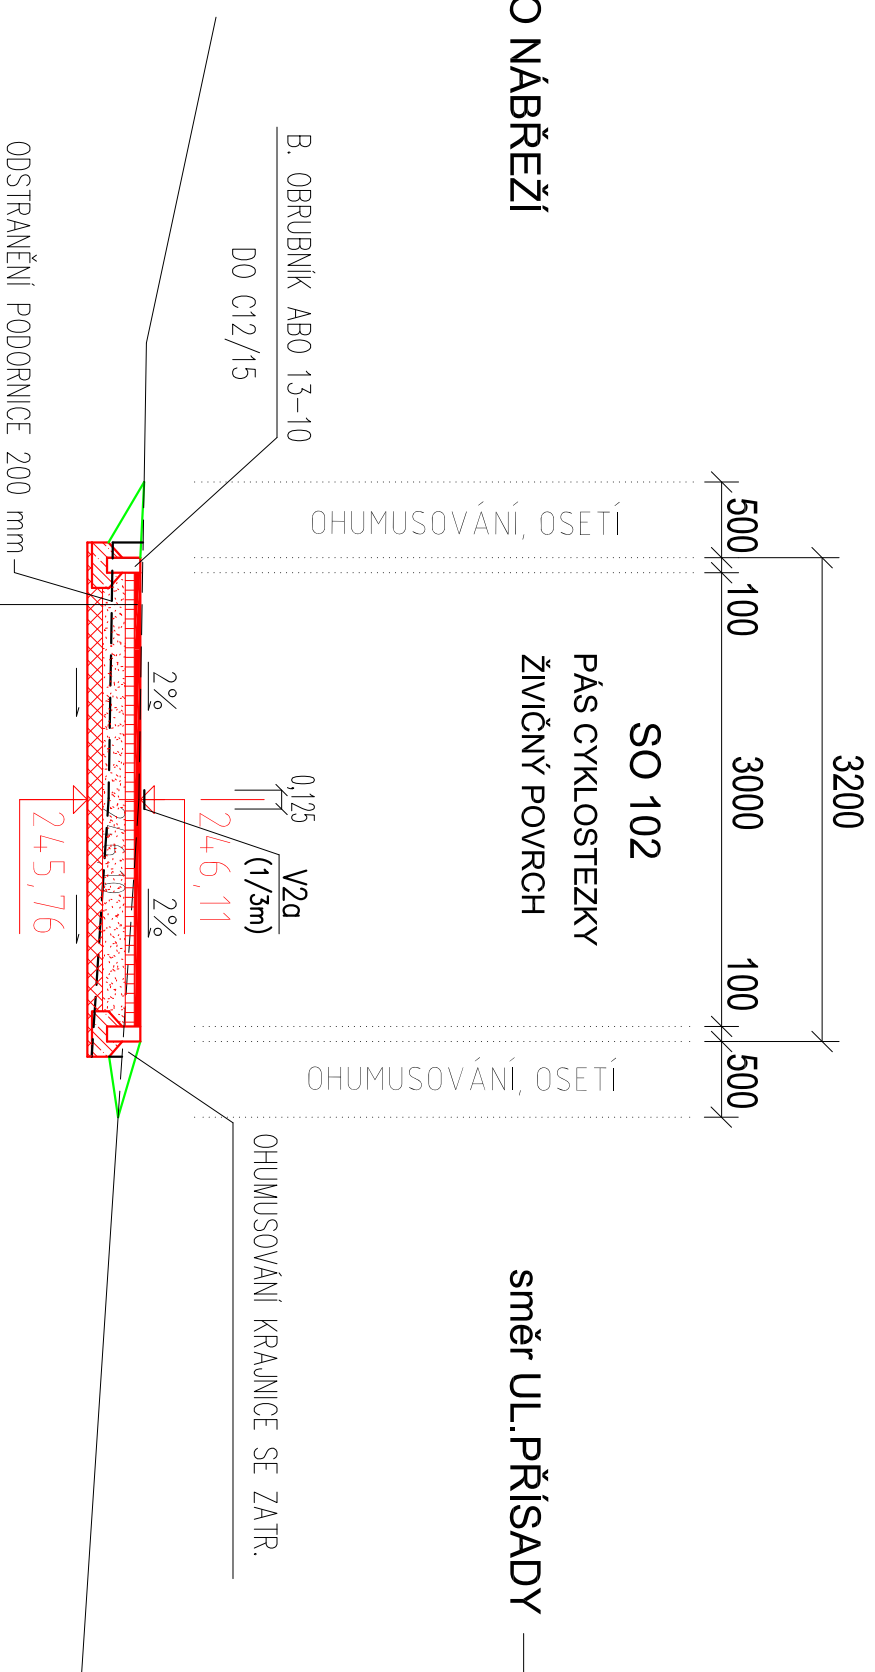 3200
500
100
3000
100
500
SO 102
PÁS CYKLOSTEZKY
ŽIVIČNÝ POVRCH
O NÁBŘEŽÍ
směr UL.PŘÍSADY
OHUMUSOVÁNÍ, OSETÍ
OHUMUSOVÁNÍ, OSETÍ
B. OBRUBNÍK ABO 13-10
DO C12/15
0,125
V2a
(1/3m)
OHUMUSOVÁNÍ KRAJNICE SE ZATR.
246,11
2%
2%
245,76
ODSTRANĚNÍ PODORNICE 200 mm